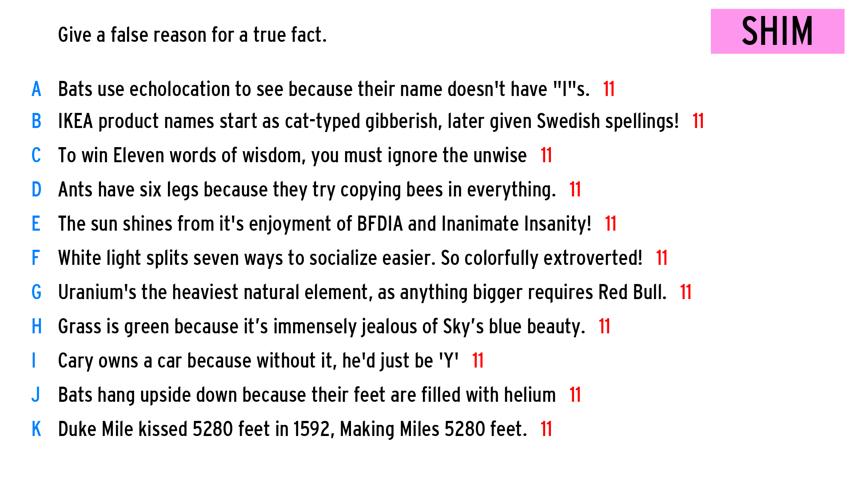 Give a false reason for a true fact.
SHIM
A Bats use echolocation to see because their name doesn't have "I"s. 11
B IKEA product names start as cat-typed gibberish, later given Swedish spellings! 11
C To win Eleven words of wisdom, you must ignore the unwise 11
D Ants have six legs because they try copying bees in everything. 11
E The sun shines from it's enjoyment of BFDIA and Inanimate Insanity! 11
F White light splits seven ways to socialize easier. So colorfully extroverted! 11
G Uranium's the heaviest natural element, as anything bigger requires Red Bull. 11
H Grass is green because it’s immensely jealous of Sky’s blue beauty. 11
I Cary owns a car because without it, he'd just be 'Y' 11
J Bats hang upside down because their feet are filled with helium 11
K Duke Mile kissed 5280 feet in 1592, Making Miles 5280 feet. 11